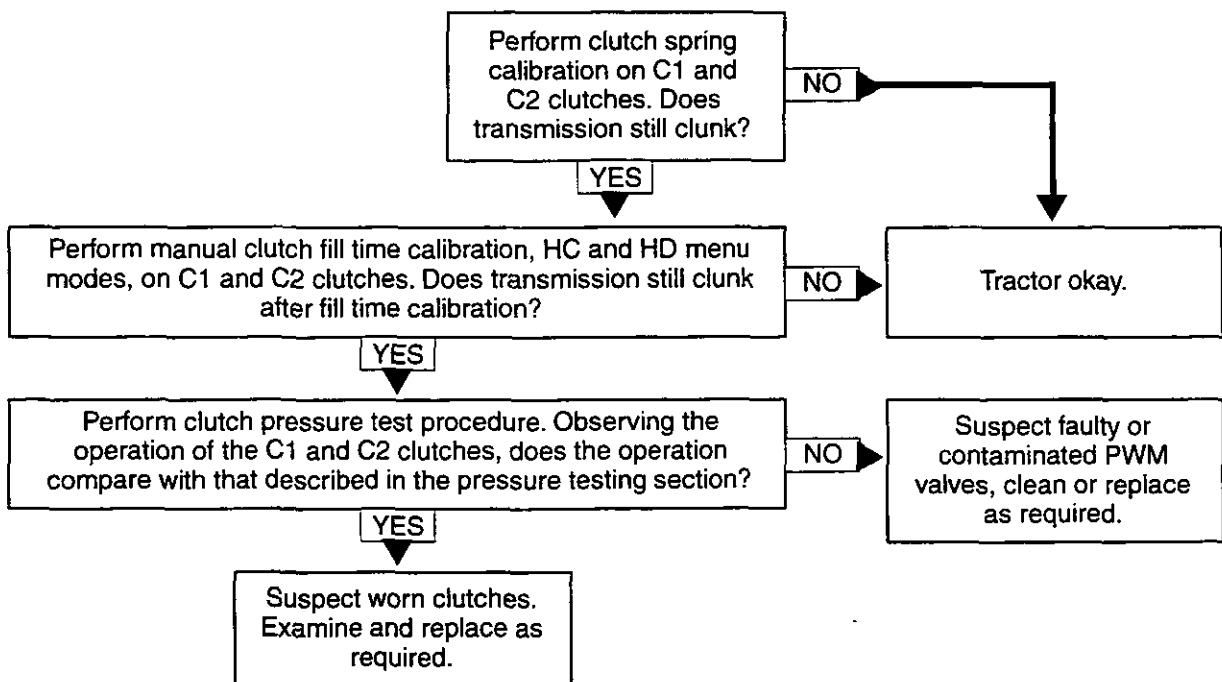 Perform clutch spring
calibration on C1 and
C2 clutches. Does
transmission still clunk?
NO
YES
Perform manual clutch fill time calibration, HC and HD menu
modes, on C1 and C2 clutches. Does transmission still clunk
after fill time calibration?
NO
Tractor okay.
YES
Perform clutch pressure test procedure. Observing the
operation of the C1 and C2 clutches, does the operation
compare with that described in the pressure testing section?
NO
Suspect faulty or
contaminated PWM
valves, clean or replace
as required.
YES
Suspect worn clutches.
Examine and replace as
required.